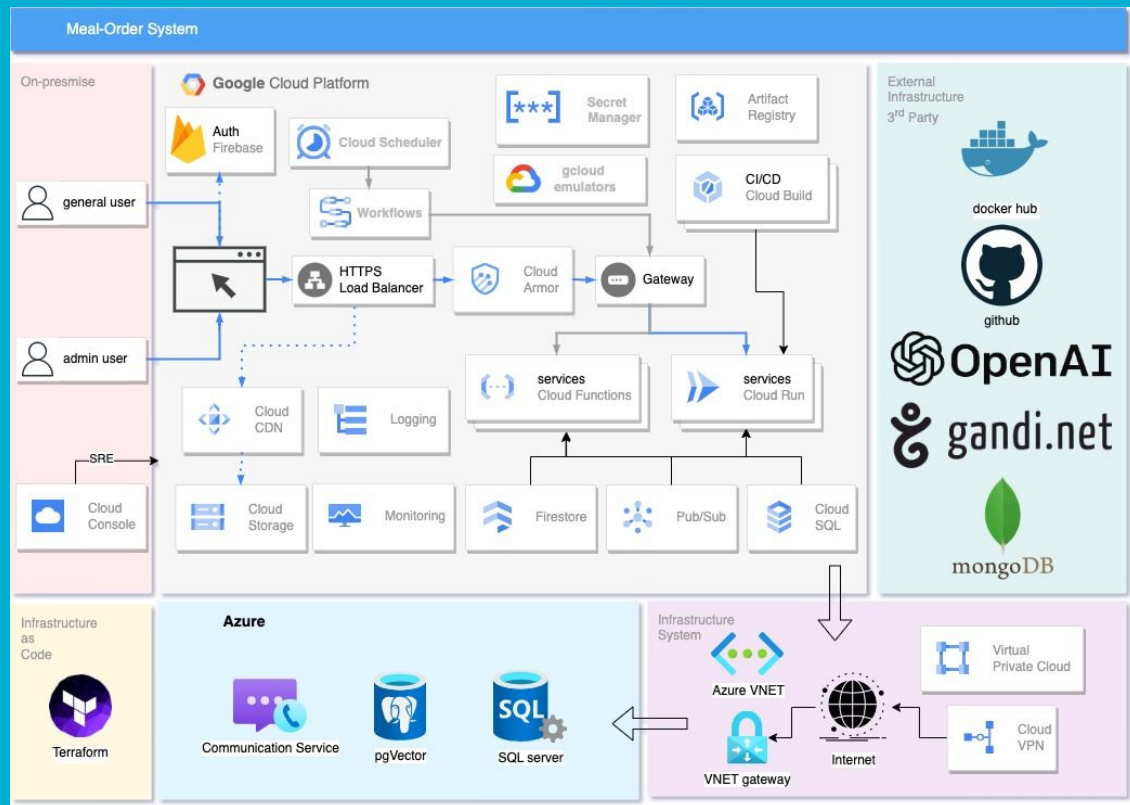 Meal-Order System
On-presmise
Google Cloud Platform
External
Infrastructure
3rd Party
Auth
Firebase
Cloud Scheduler
[***]
Secret
Manager
Artifact
Registry
gcloud
emulators
CI/CD
Cloud Build
docker hub
general user
Workflows
HTTPS
Load Balancer
Cloud
Armor
Gateway
github
admin user
services
Cloud Functions
services
Cloud Run
OpenAI
Cloud
CDN
Logging
gandi.net
SRE
Cloud
Console
Cloud
Storage
Monitoring
Firestore
Pub/Sub
Cloud
SQL
mongoDB
Infrastructure
as
Code
Terraform
Azure
Communication Service
pgVector
SQL
SQL server
Infrastructure
System
Azure VNET
VNET gateway
Internet
Virtual
Private Cloud
Cloud
VPN